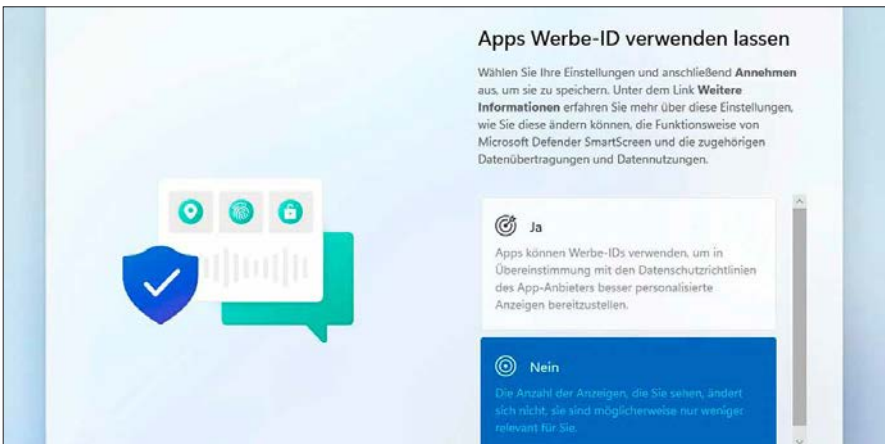 Apps Werbe-ID verwenden lassen
Wählen Sie Ihre Einstellungen und anschließend Annehmen
aus, um sie zu speichern. Unter dem Link Weitere
Informationen erfahren Sie mehr über diese Einstellungen,
wie Sie diese ändern können, die Funktionsweise von
Microsoft Defender SmartScreen und die zugehörigen
Datenübertragungen und Datennutzungen.
Ja
Apps können Werbe-IDs verwenden, um in
Übereinstimmung mit den Datenschutzrichtlinien
des App-Anbieters besser personalisierte
Anzeigen bereitzustellen.
Nein
Die Anzahl der Anzeigen, die Sie sehen, ändert
sich nicht, sie sind möglicherweise nur weniger
relevant für Sie.